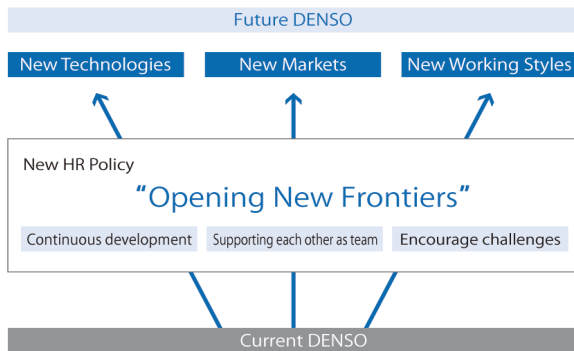 Future DENSO
New Technologies
New Markets
New Working Styles
New HR Policy
“Opening New Frontiers”
Continuous development
Supporting each other as team
Encourage challenges
Current DENSO